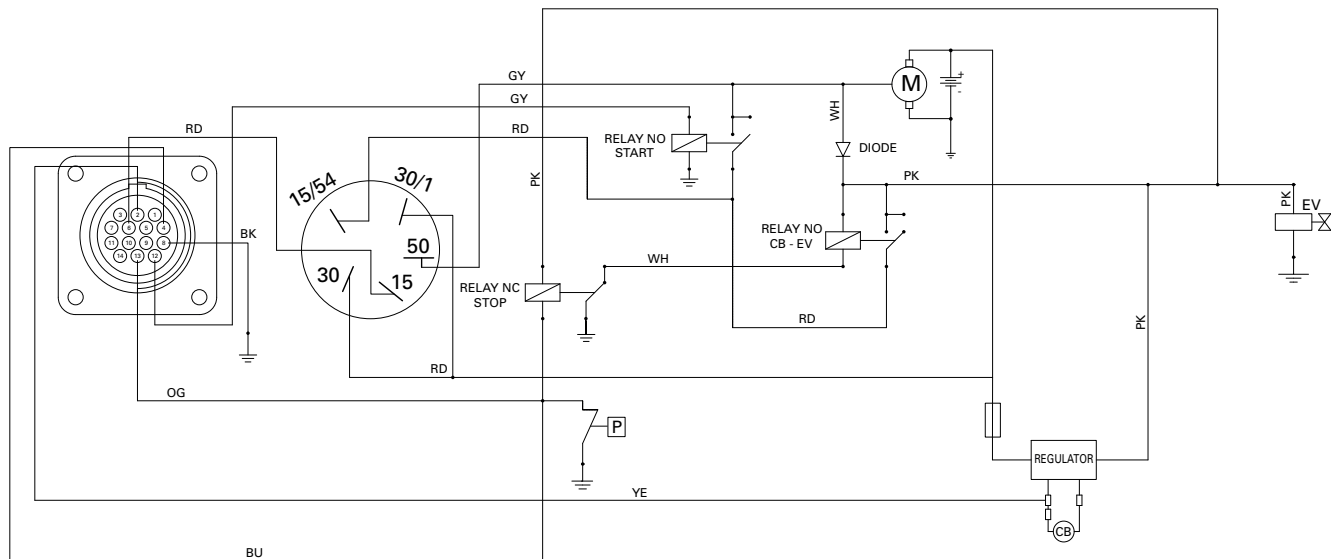 GY
GY
RD
RD
M
+
-
WH
RELAY NO
START
DIODE
PK
15/54
30/1
PK
PK
EV
3
2
1
7
6
5
4
11
10
9
8
14
13
12
BK
50
30
15
RELAY NO
CB - EV
WH
RELAY NC
STOP
RD
PK
RD
OG
P
REGULATOR
YE
CB
BU